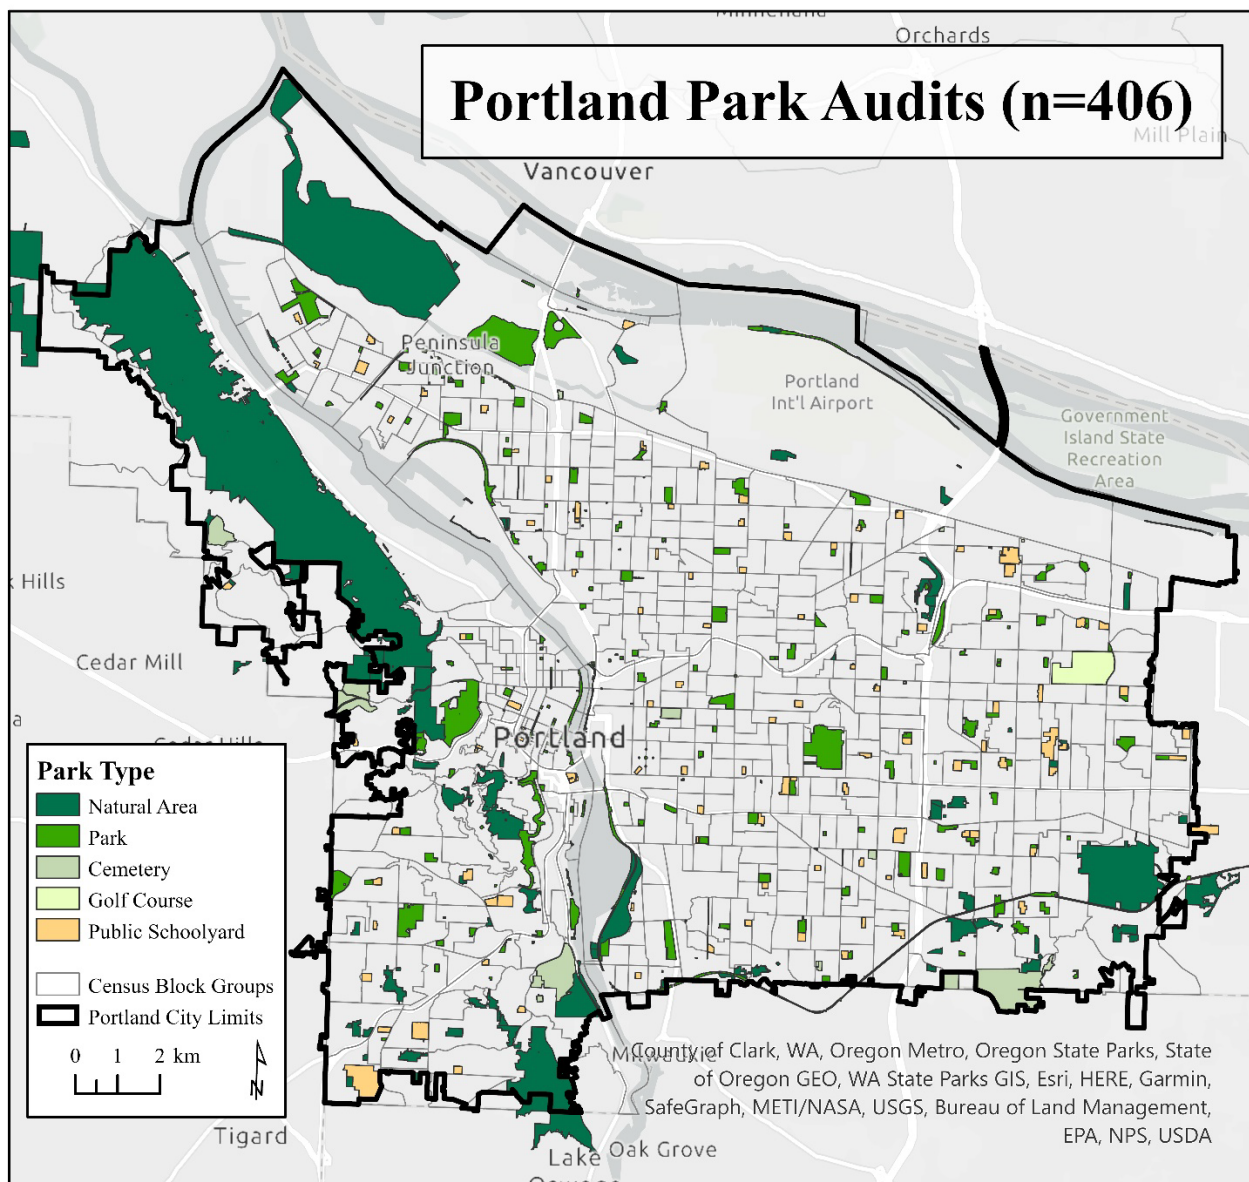 Orchards
Portland Park Audits (n=406)
Mill Plain
Vancouver
Peninsula
Junction
Portland
Int'l Airport
Government
Island State
Recreation
Area
Hills
Cedar Mill
Portland
Park Type
Natural Area
Park
Cemetery
Golf Course
Public Schoolyard
Census Block Groups
Portland City Limits
0 1 2 km
N
Milwaukie
County of Clark, WA, Oregon Metro, Oregon State Parks, State
of Oregon GEO, WA State Parks GIS, Esri, HERE, Garmin,
SafeGraph, METI/NASA, USGS, Bureau of Land Management,
EPA, NPS, USDA
Tigard
Oak Grove
Lake